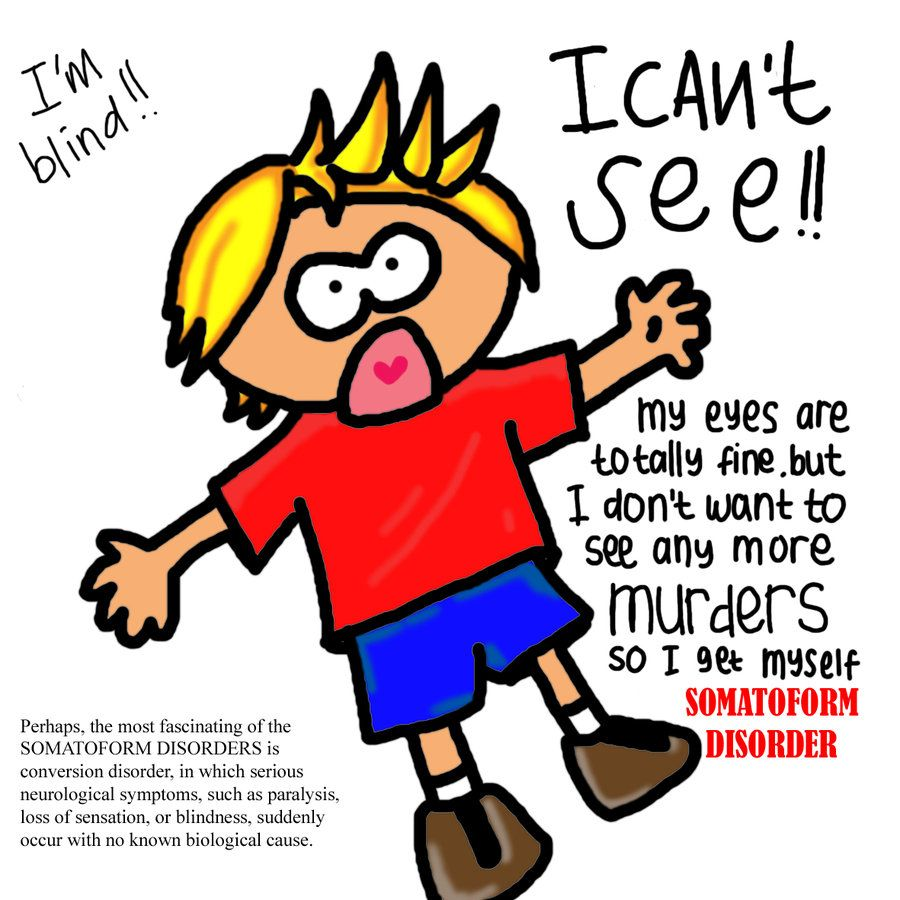 I'm
blind!!
I CAn't
see!!
my eyes are
totally fine. but
I don't want to
see any more
murders
so I get myself
SOMATOFORM
DISORDER
Perhaps, the most fascinating of the
SOMATOFORM DISORDERS is
conversion disorder, in which serious
neurological symptoms, such as paralysis,
loss of sensation, or blindness, suddenly
occur with no known biological cause.